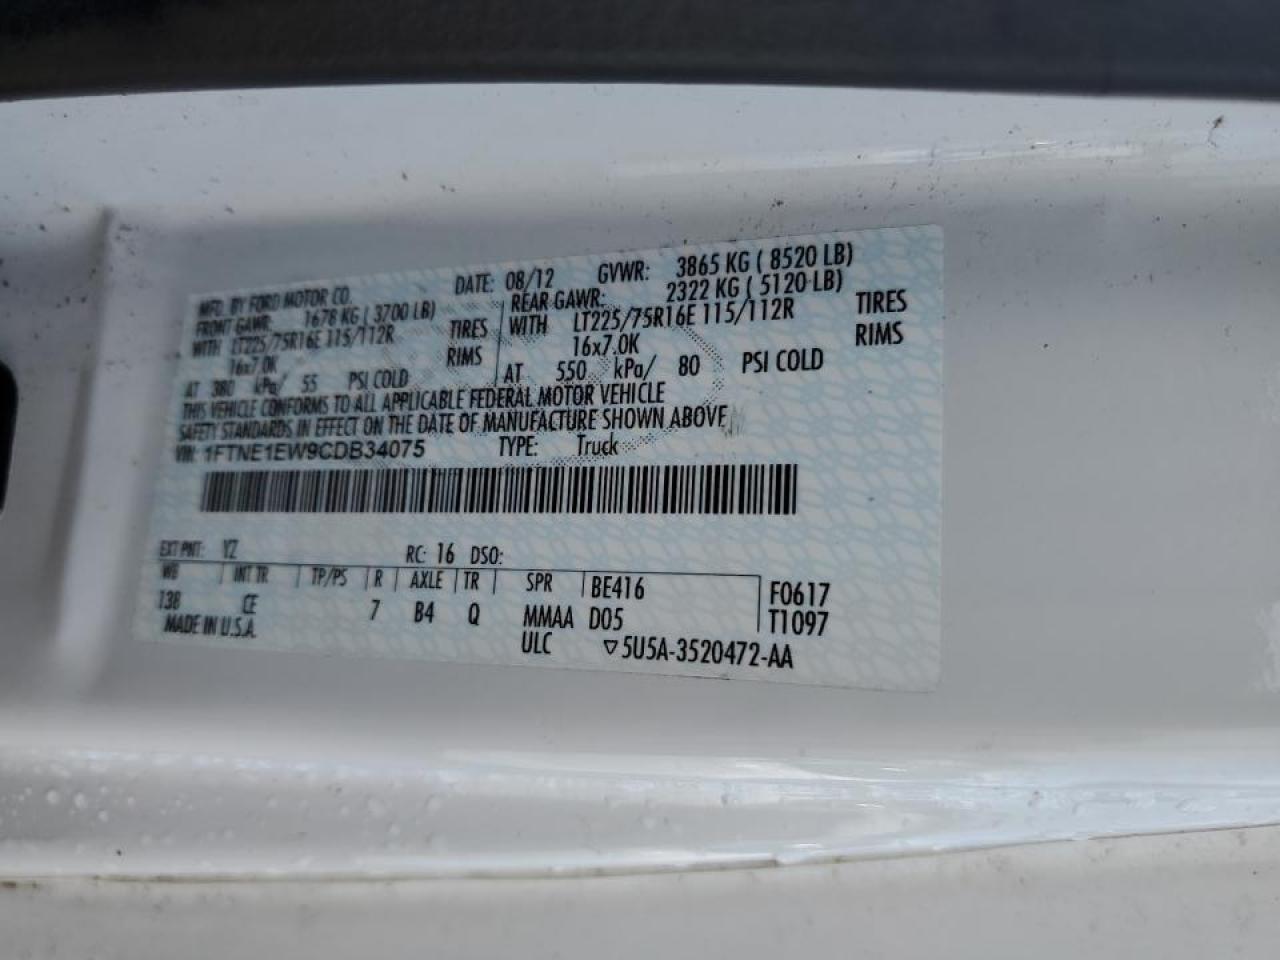 MFD. BY FORD MOTOR CO.
DATE: 08/12 GVWR: 3865 KG ( 8520 LB)
FRONT GAWR: 1678 KG ( 3700 LB)
REAR GAWR: 2322 KG ( 5120 LB)
WITH LT225/75R16E 115/112R TIRES
WITH LT225/75R16E 115/112R TIRES
16x7.0K RIMS
16x7.0K RIMS
AT 380 kPa/ 55 PSI COLD
AT 550 kPa/ 80 PSI COLD
THIS VEHICLE CONFORMS TO ALL APPLICABLE FEDERAL MOTOR VEHICLE
SAFETY STANDARDS IN EFFECT ON THE DATE OF MANUFACTURE SHOWN ABOVE
VIN: 1FTNE1EW9CDB34075 TYPE: Truck
EXT PNT: YZ RC: 16 DSO:
WB INT TR TP/PS R AXLE TR SPR BE416 F0617
138 CE 7 B4 Q MMAA D05 T1097
MADE IN U.S.A. ULC ▽5U5A-3520472-AA